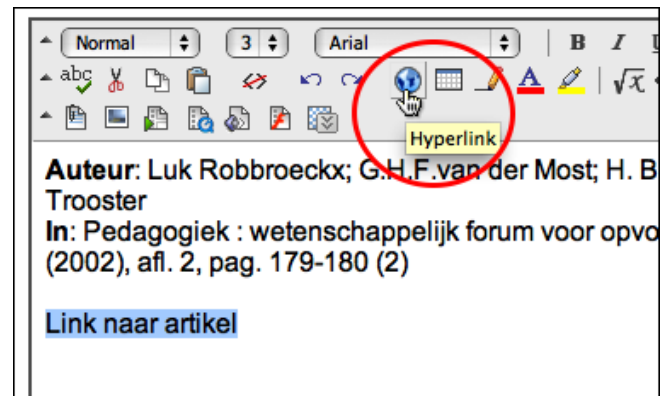 Normal 3 Arial B I U
abc √x
Hyperlink
Auteur: Luk Robbroeckx; G.H.F.van der Most; H. B
Trooster
In: Pedagogiek : wetenschappelijk forum voor opvo
(2002), afl. 2, pag. 179-180 (2)
Link naar artikel